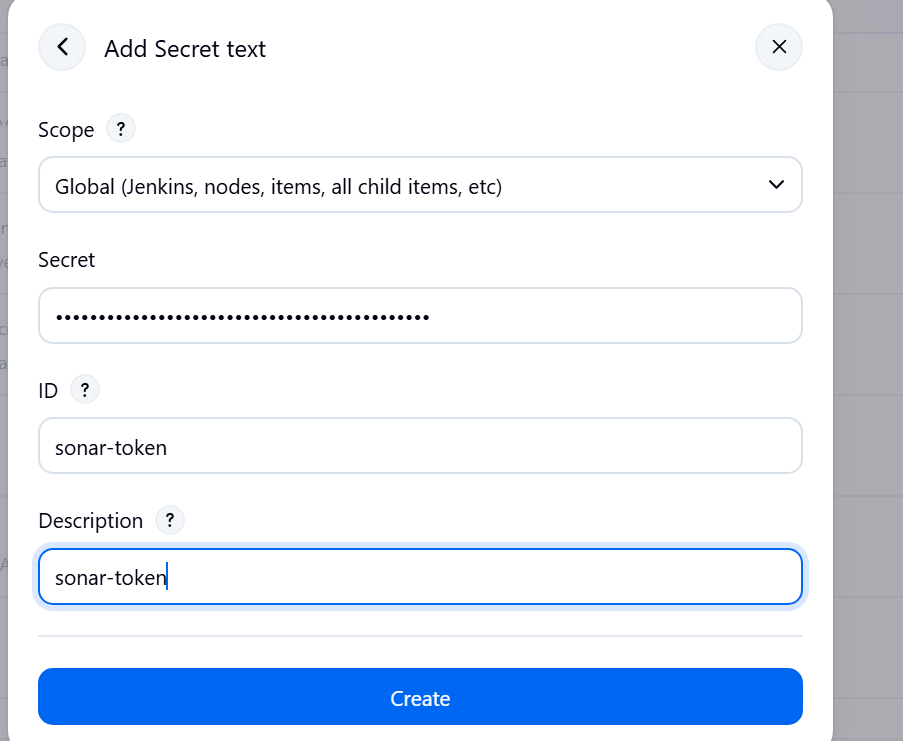 Add Secret text
Scope ?
Global (Jenkins, nodes, items, all child items, etc)
Secret
••••••••••••••••••••••••••••••••••••••••••••
ID ?
sonar-token
Description ?
sonar-token
Create